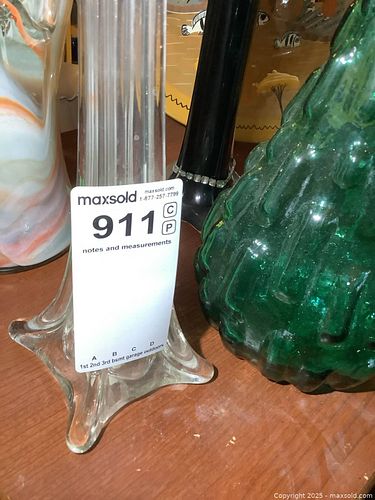 maxsold
maxsold.com
1-877-257-7799
911
C
P
notes and measurements
A B C D
1st 2nd 3rd bsmt garage outdoors
Copyright 2025 - maxsold.com